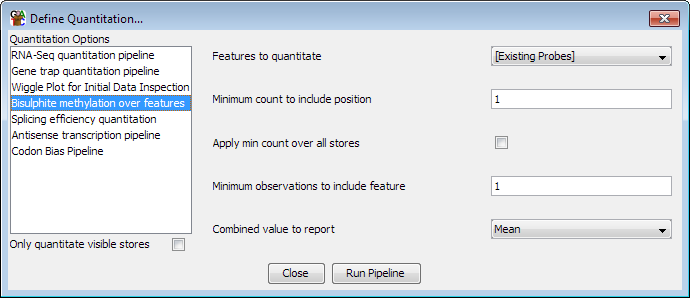 Define Quantitation...
Quantitation Options
RNA-Seq quantitation pipeline
Gene trap quantitation pipeline
Wiggle Plot for Initial Data Inspection
Bisulphite methylation over features
Splicing efficiency quantitation
Antisense transcription pipeline
Codon Bias Pipeline
Only quantitate visible stores
Features to quantitate [Existing Probes]
Minimum count to include position 1
Apply min count over all stores
Minimum observations to include feature 1
Combined value to report Mean
Close Run Pipeline